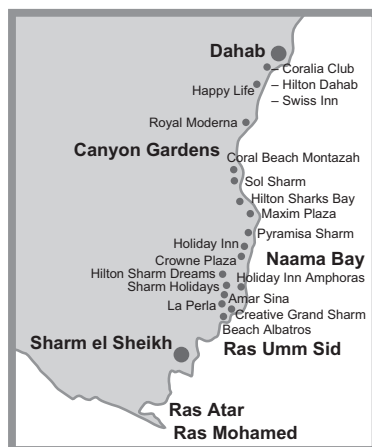 Dahab
– Coralia Club
– Hilton Dahab
Happy Life
– Swiss Inn
Royal Moderna
Canyon Gardens
Coral Beach Montazah
Sol Sharm
Hilton Sharks Bay
Maxim Plaza
Pyramisa Sharm
Holiday Inn
Crowne Plaza
Naama Bay
Hilton Sharm Dreams
Holiday Inn Amphoras
Sharm Holidays
Amar Sina
La Perla
Creative Grand Sharm
Beach Albatros
Sharm el Sheikh
Ras Umm Sid
Ras Atar
Ras Mohamed